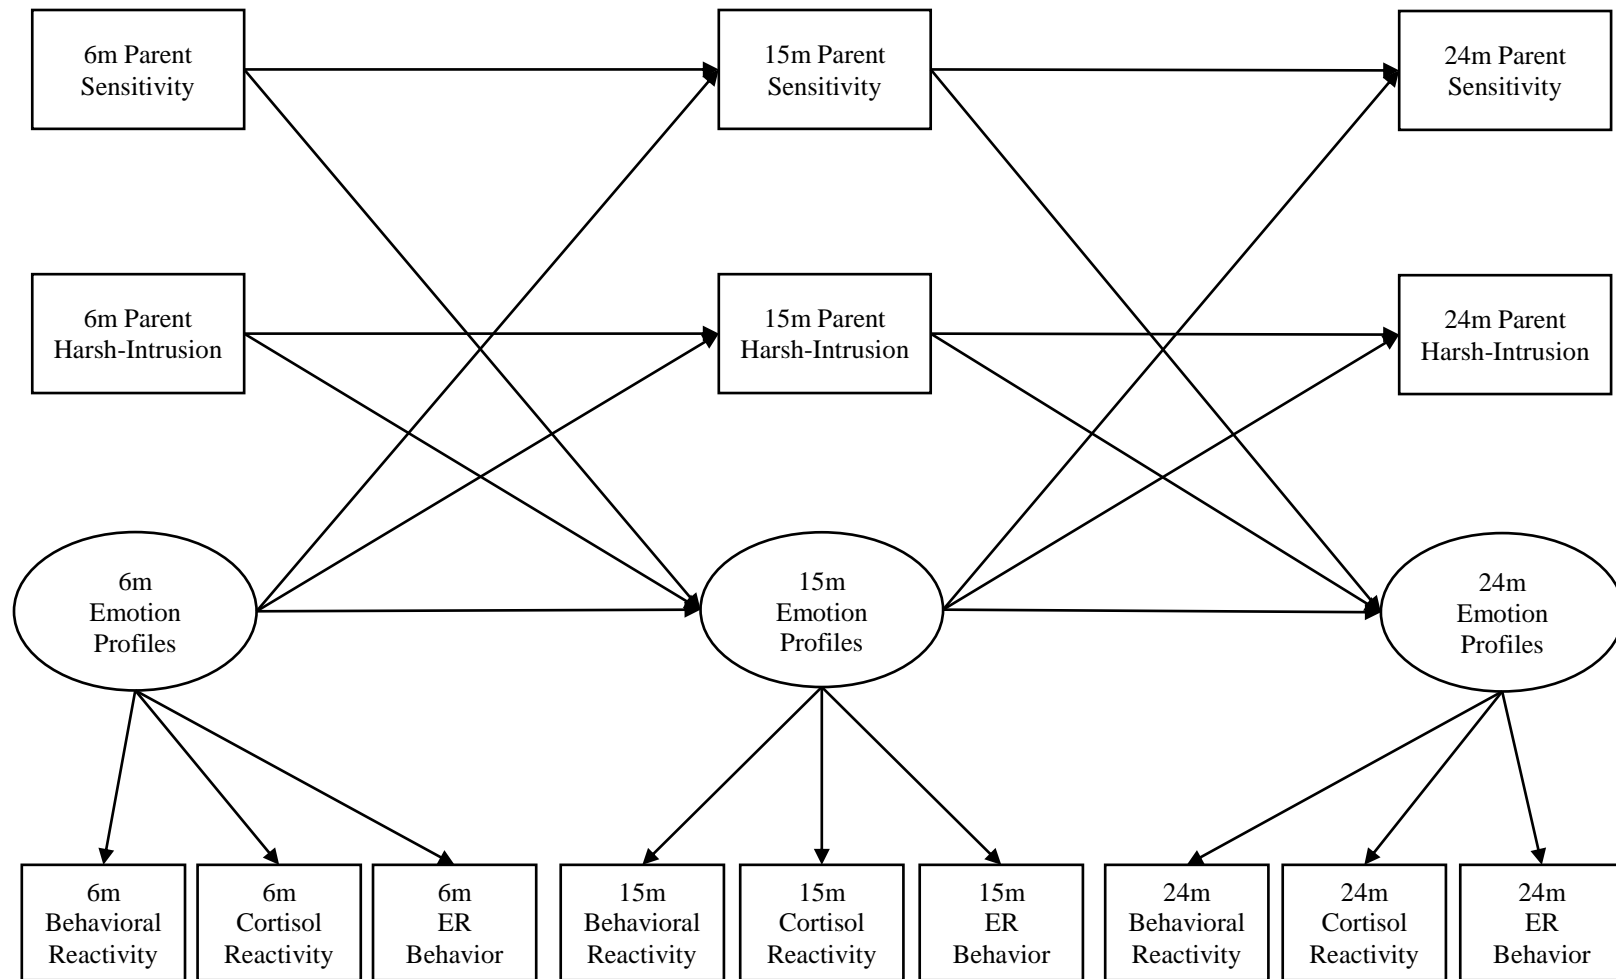 6m Parent
Sensitivity
15m Parent
Sensitivity
24m Parent
Sensitivity
6m Parent
Harsh-Intrusion
15m Parent
Harsh-Intrusion
24m Parent
Harsh-Intrusion
6m
Emotion
Profiles
15m
Emotion
Profiles
24m
Emotion
Profiles
6m
Behavioral
Reactivity
6m
Cortisol
Reactivity
6m
ER
Behavior
15m
Behavioral
Reactivity
15m
Cortisol
Reactivity
15m
ER
Behavior
24m
Behavioral
Reactivity
24m
Cortisol
Reactivity
24m
ER
Behavior